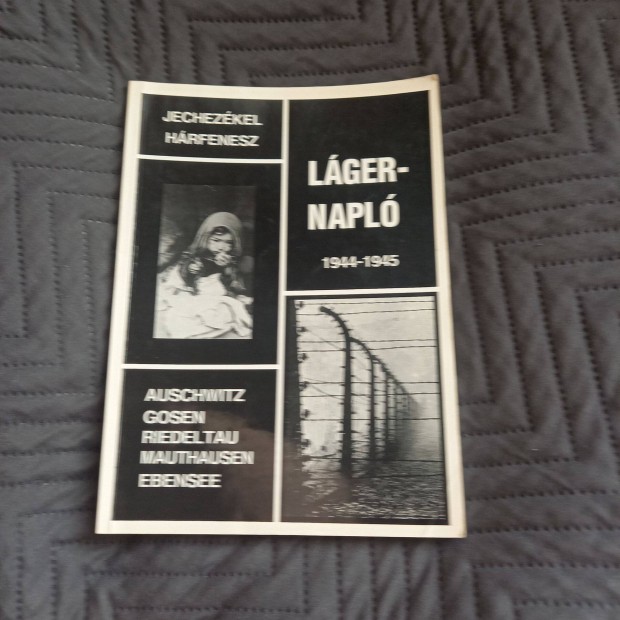 JECHEZÉKEL
HÁRFENESZ
LÁGER-
NAPLÓ
1944-1945
AUSCHWITZ
GOSEN
RIEDELTAU
MAUTHAUSEN
EBENSEE